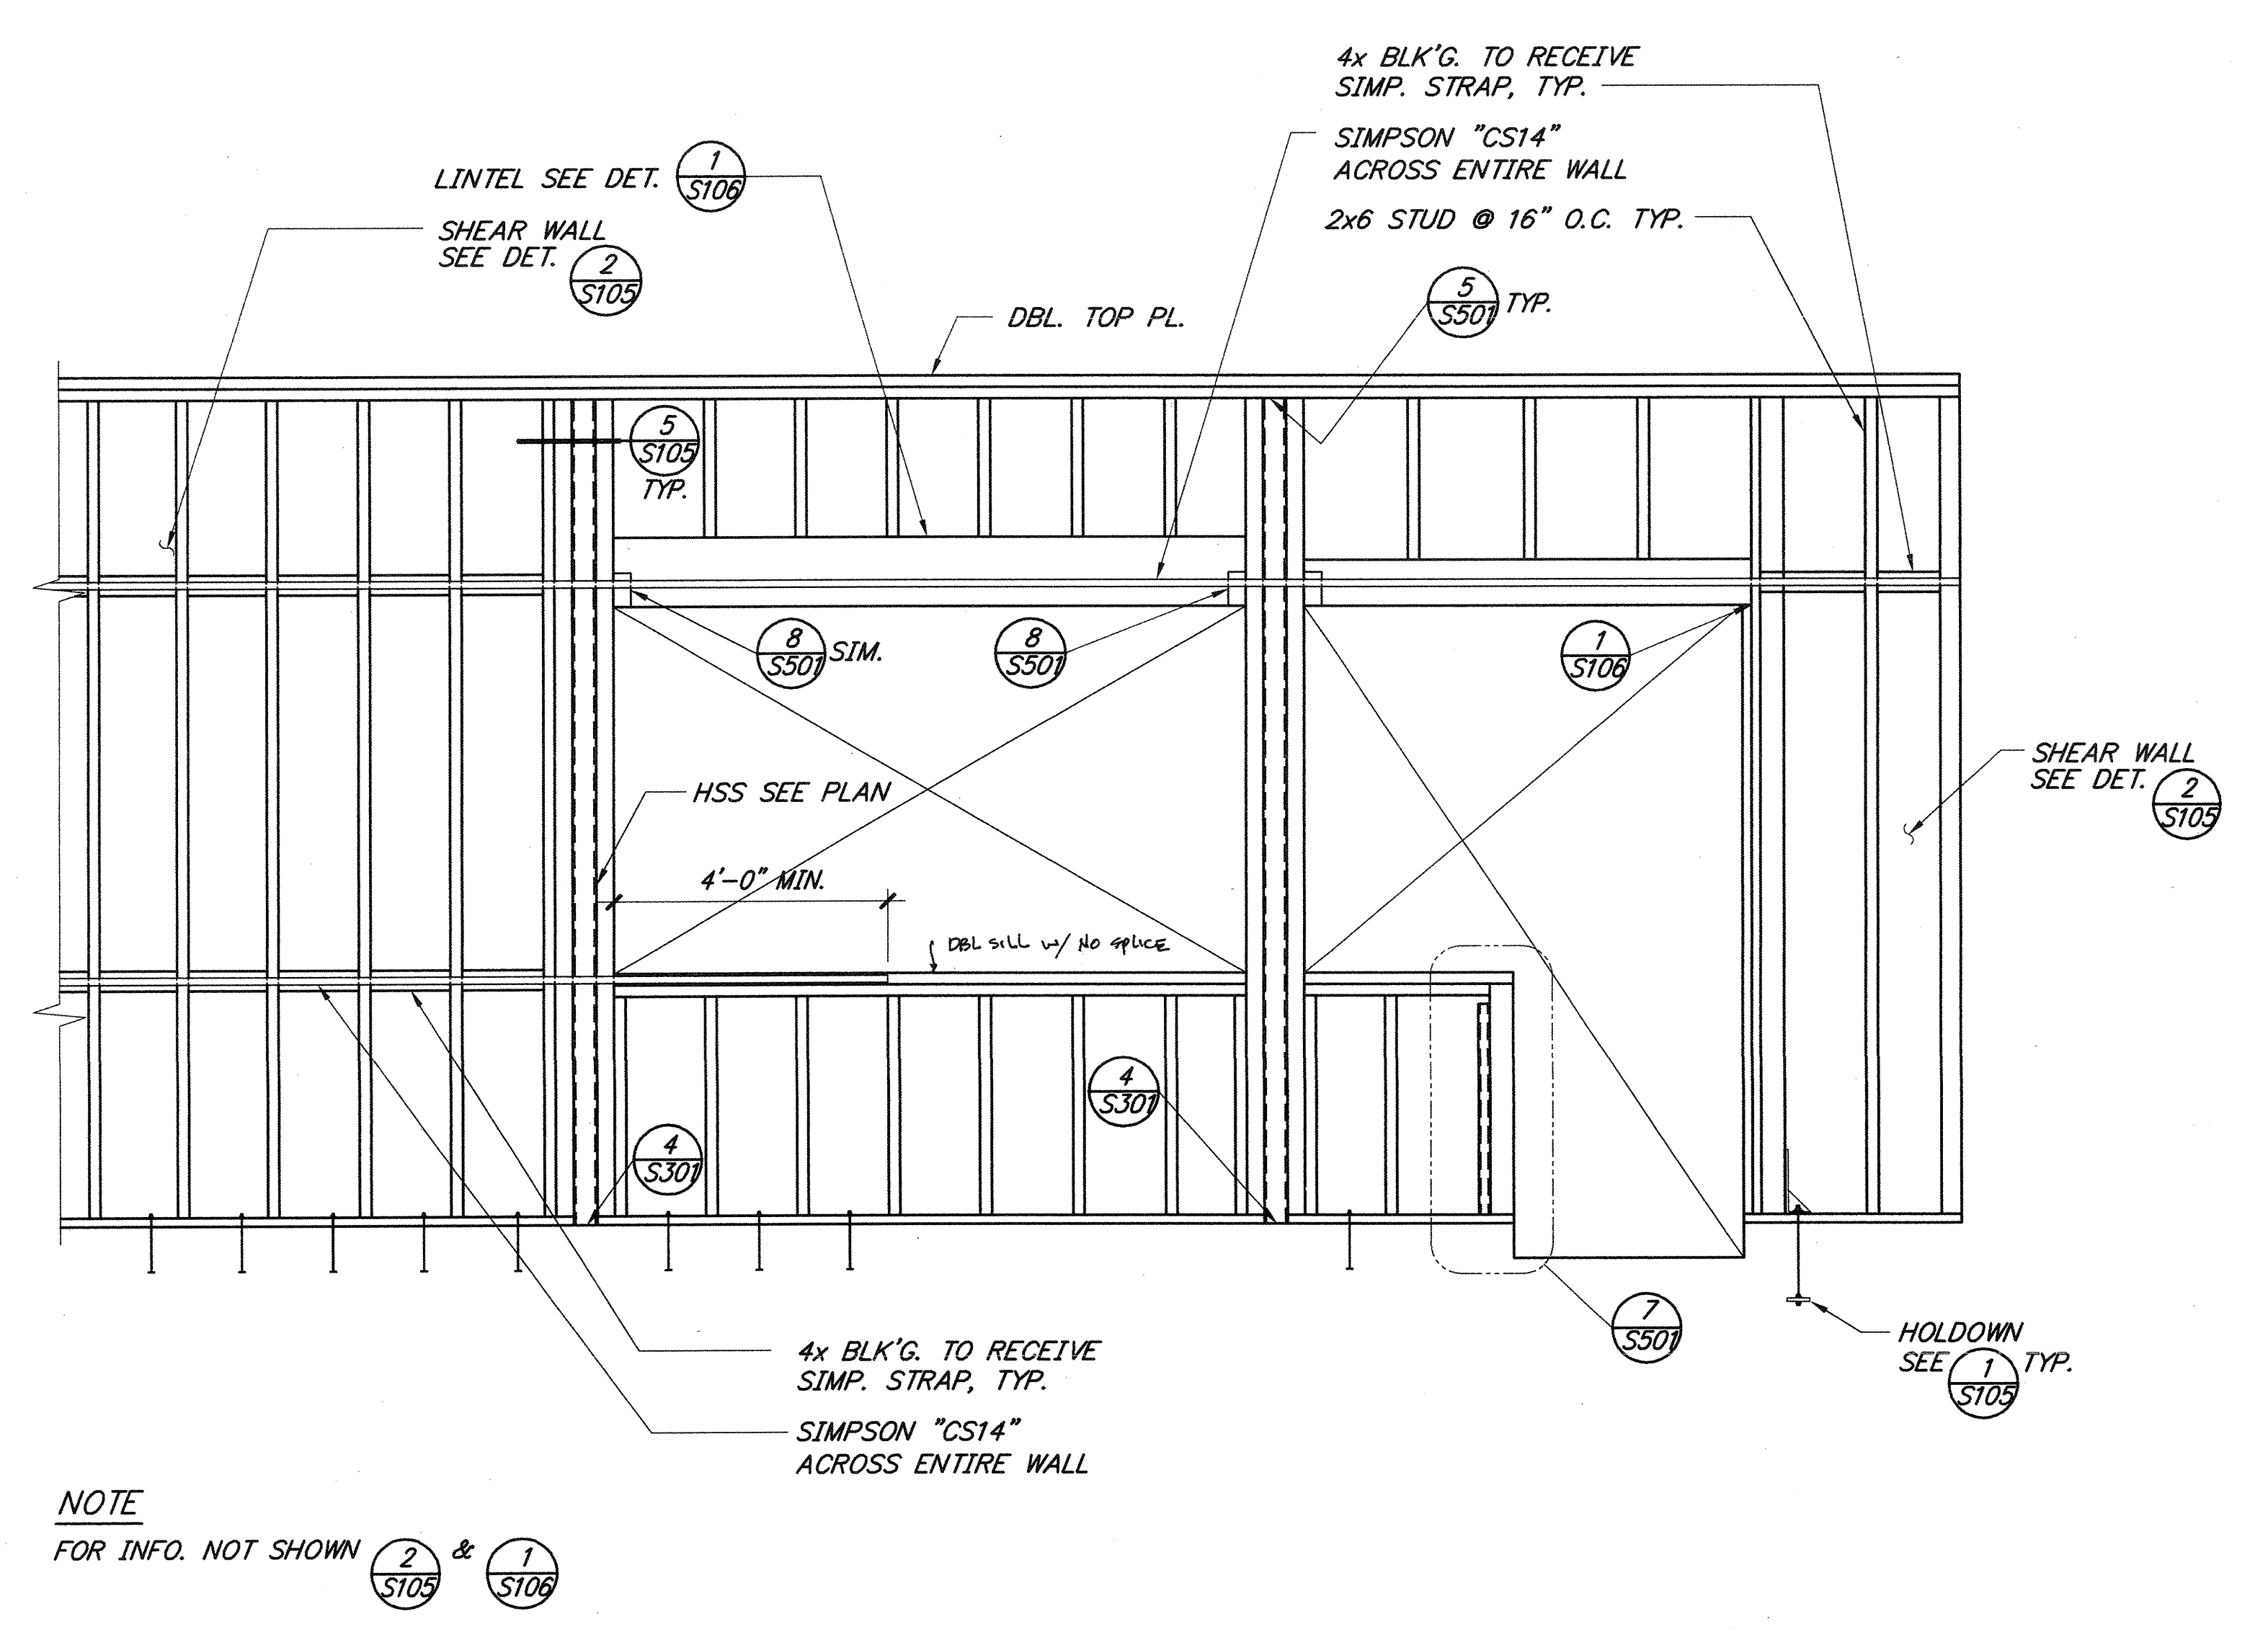 4x BLK'G. TO RECEIVE
SIMP. STRAP, TYP.
SIMPSON "CS14"
ACROSS ENTIRE WALL
2x6 STUD @ 16" O.C. TYP.
LINTEL SEE DET.
1
S106
SHEAR WALL
SEE DET.
2
S105
5
S501
TYP.
DBL. TOP PL.
5
S105
TYP.
8
S501
SIM.
8
S501
1
S106
HSS SEE PLAN
SHEAR WALL
SEE DET.
2
S105
4'-0" MIN.
DBL SILL w/ NO SPLICE
4
S301
4
S301
7
S501
HOLDOWN
SEE
1
S105
TYP.
4x BLK'G. TO RECEIVE
SIMP. STRAP, TYP.
SIMPSON "CS14"
ACROSS ENTIRE WALL
NOTE
FOR INFO. NOT SHOWN
2
S105
&
1
S106